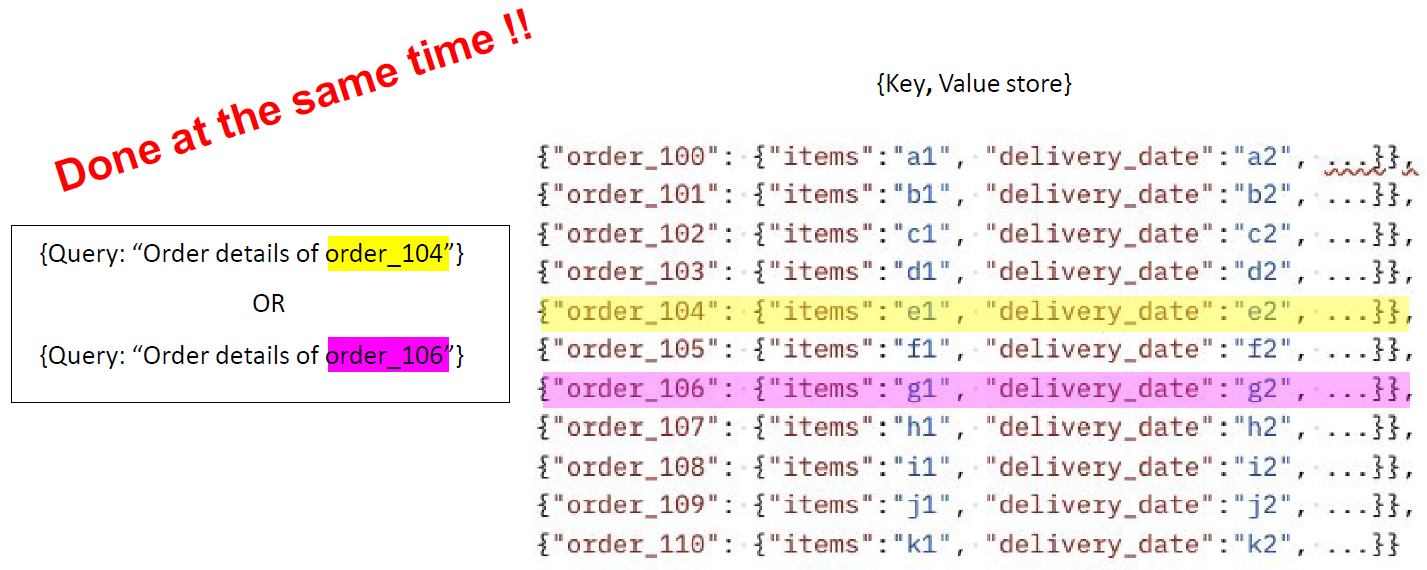 Done at the same time !!
{Key, Value store}
{Query: “Order details of order_104”}
OR
{Query: “Order details of order_106”}
{"order_100": {"items":"a1", "delivery_date":"a2", ...}},
{"order_101": {"items":"b1", "delivery_date":"b2", ...}},
{"order_102": {"items":"c1", "delivery_date":"c2", ...}},
{"order_103": {"items":"d1", "delivery_date":"d2", ...}},
{"order_104": {"items":"e1", "delivery_date":"e2", ...}},
{"order_105": {"items":"f1", "delivery_date":"f2", ...}},
{"order_106": {"items":"g1", "delivery_date":"g2", ...}},
{"order_107": {"items":"h1", "delivery_date":"h2", ...}},
{"order_108": {"items":"i1", "delivery_date":"i2", ...}},
{"order_109": {"items":"j1", "delivery_date":"j2", ...}},
{"order_110": {"items":"k1", "delivery_date":"k2", ...}}